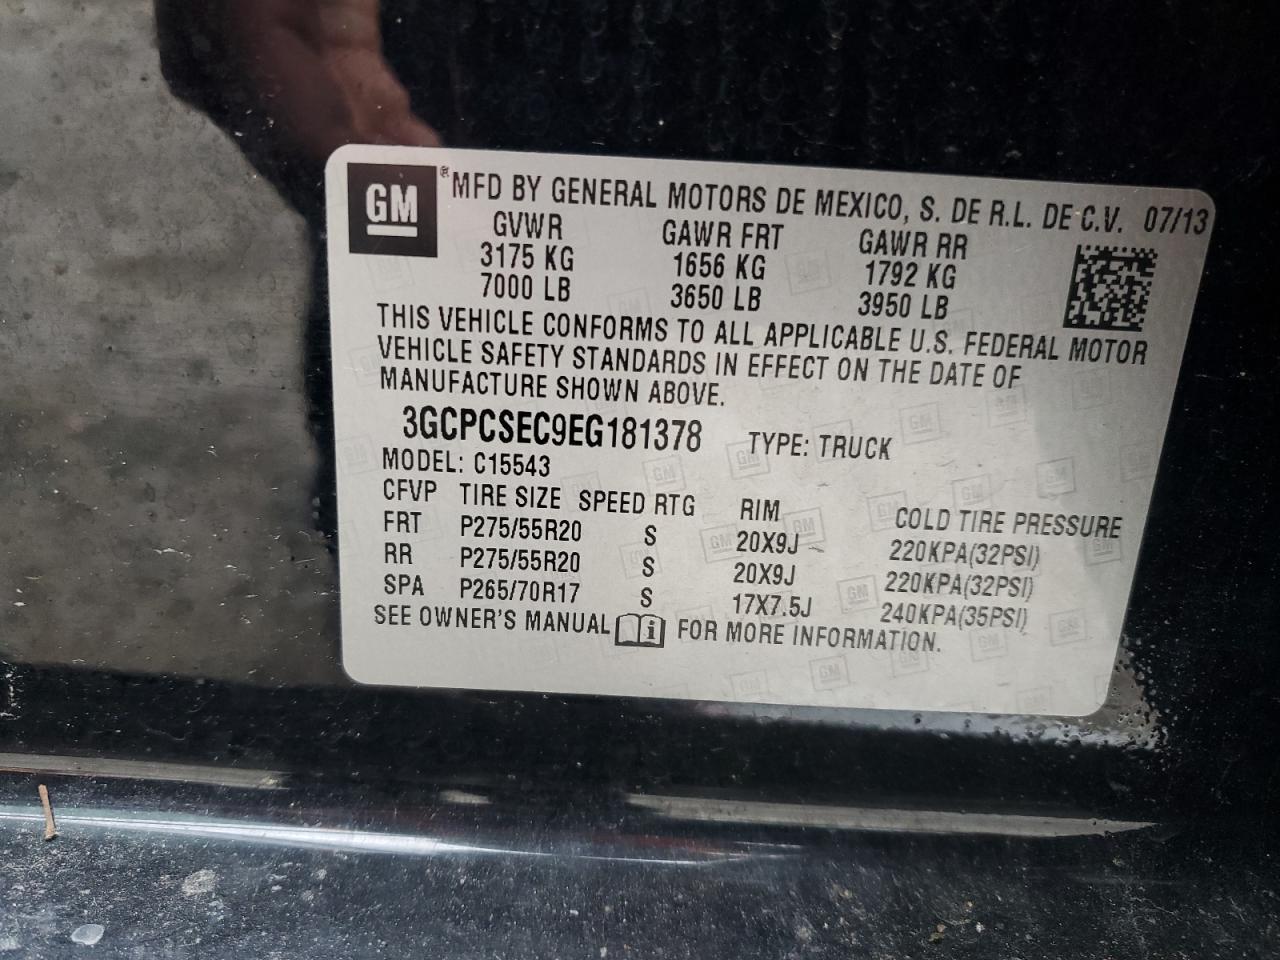 GM ® MFD BY GENERAL MOTORS DE MEXICO, S. DE R.L. DE C.V. 07/13
GVWR GAWR FRT GAWR RR
3175 KG 1656 KG 1792 KG
7000 LB 3650 LB 3950 LB
THIS VEHICLE CONFORMS TO ALL APPLICABLE U.S. FEDERAL MOTOR
VEHICLE SAFETY STANDARDS IN EFFECT ON THE DATE OF
MANUFACTURE SHOWN ABOVE.
3GCPCSEC9EG181378 TYPE: TRUCK
MODEL: C15543
CFVP TIRE SIZE SPEED RTG RIM COLD TIRE PRESSURE
FRT P275/55R20 S 20X9J 220KPA(32PSI)
RR P275/55R20 S 20X9J 220KPA(32PSI)
SPA P265/70R17 S 17X7.5J 240KPA(35PSI)
SEE OWNER'S MANUAL i FOR MORE INFORMATION.